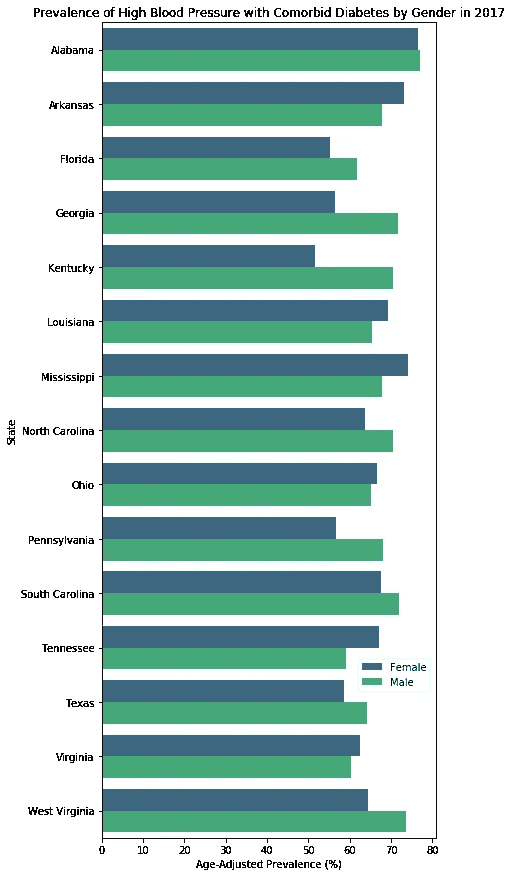 Prevalence of High Blood Pressure with Comorbid Diabetes by Gender in 2017
Alabama
Arkansas
Florida
Georgia
Kentucky
Louisiana
Mississippi
State
North Carolina
Ohio
Pennsylvania
South Carolina
Tennessee
Female
Male
Texas
Virginia
West Virginia
0 10 20 30 40 50 60 70 80
Age-Adjusted Prevalence (%)